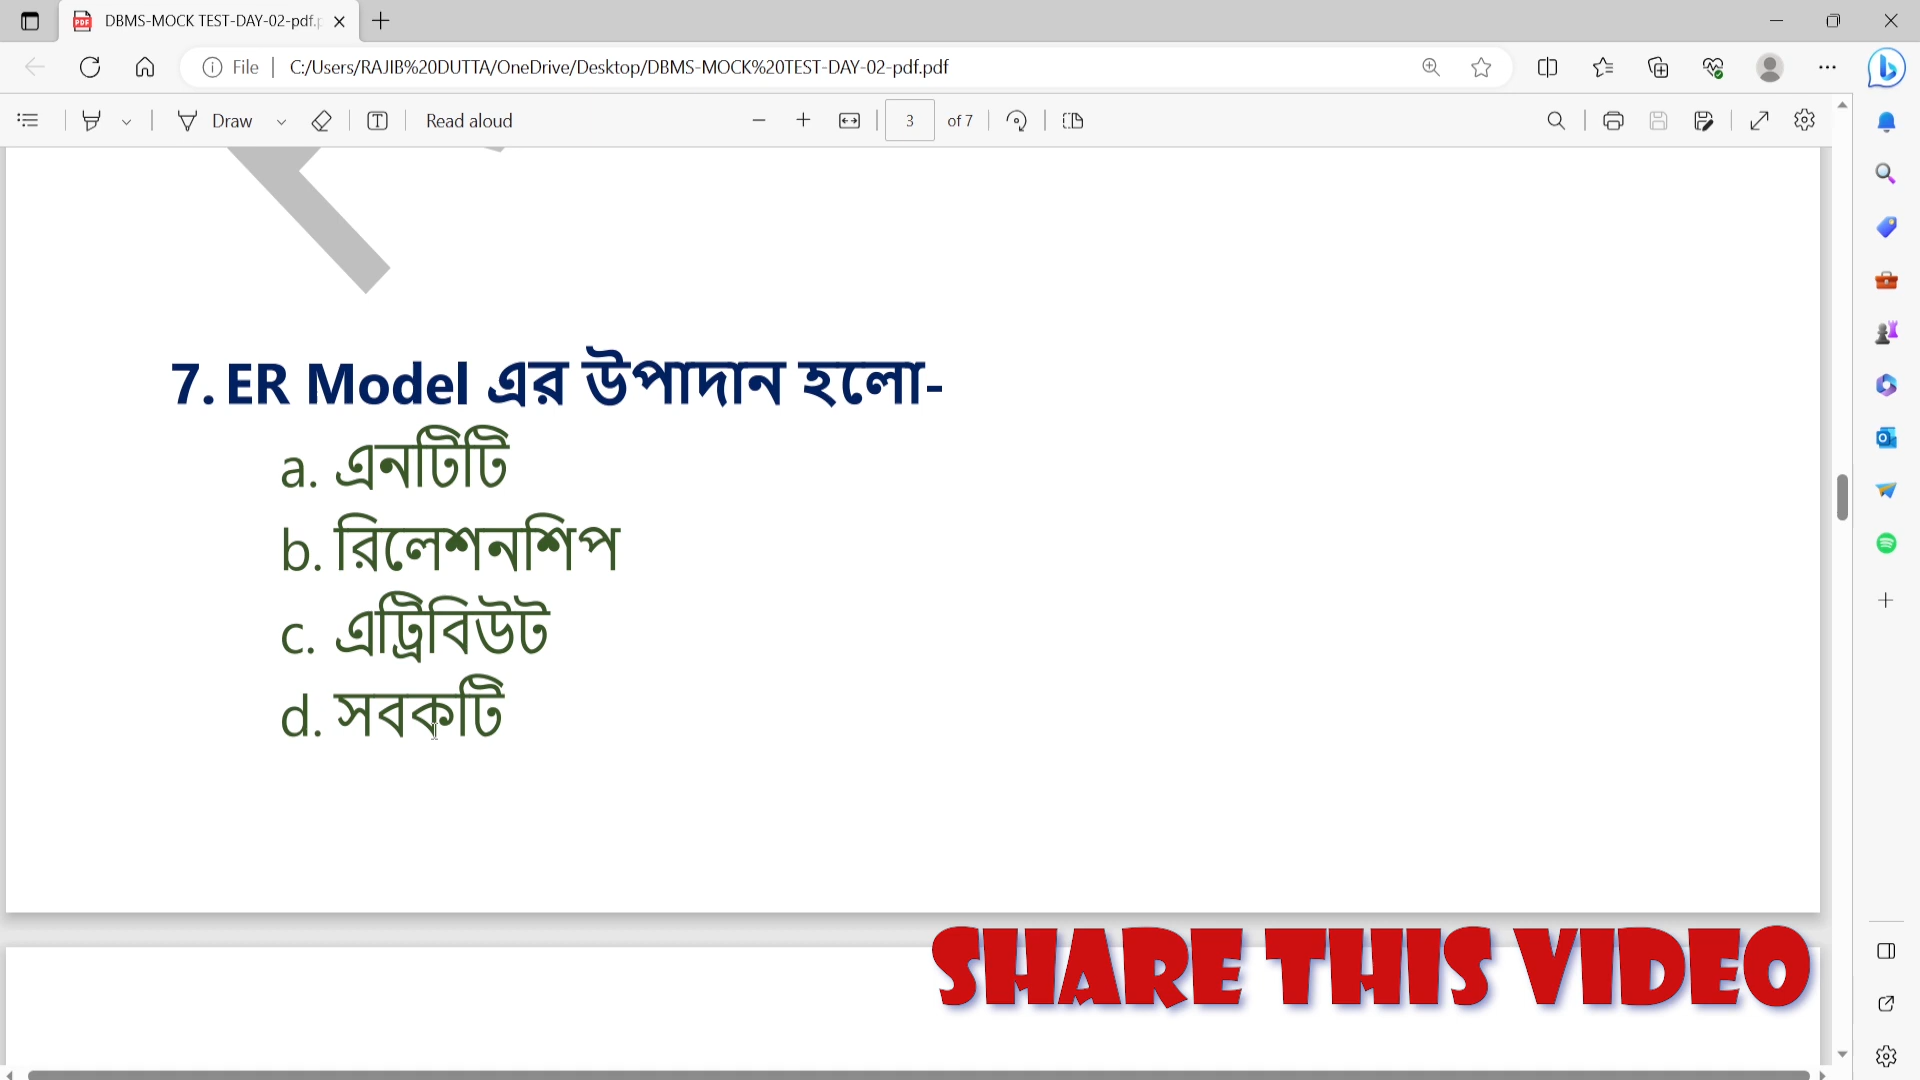 DBMS-MOCK TEST-DAY-02-pdf.p
File
C:/Users/RAJIB%20DUTTA/OneDrive/Desktop/DBMS-MOCK%20TEST-DAY-02-pdf.pdf
Draw
Read aloud
3 of 7
7. ER Model এর উপাদান হলো-
a. এনটিটি
b. রিলেশনশিপ
c. এট্রিবিউট
d. সবকটি
SHARE THIS VIDEO